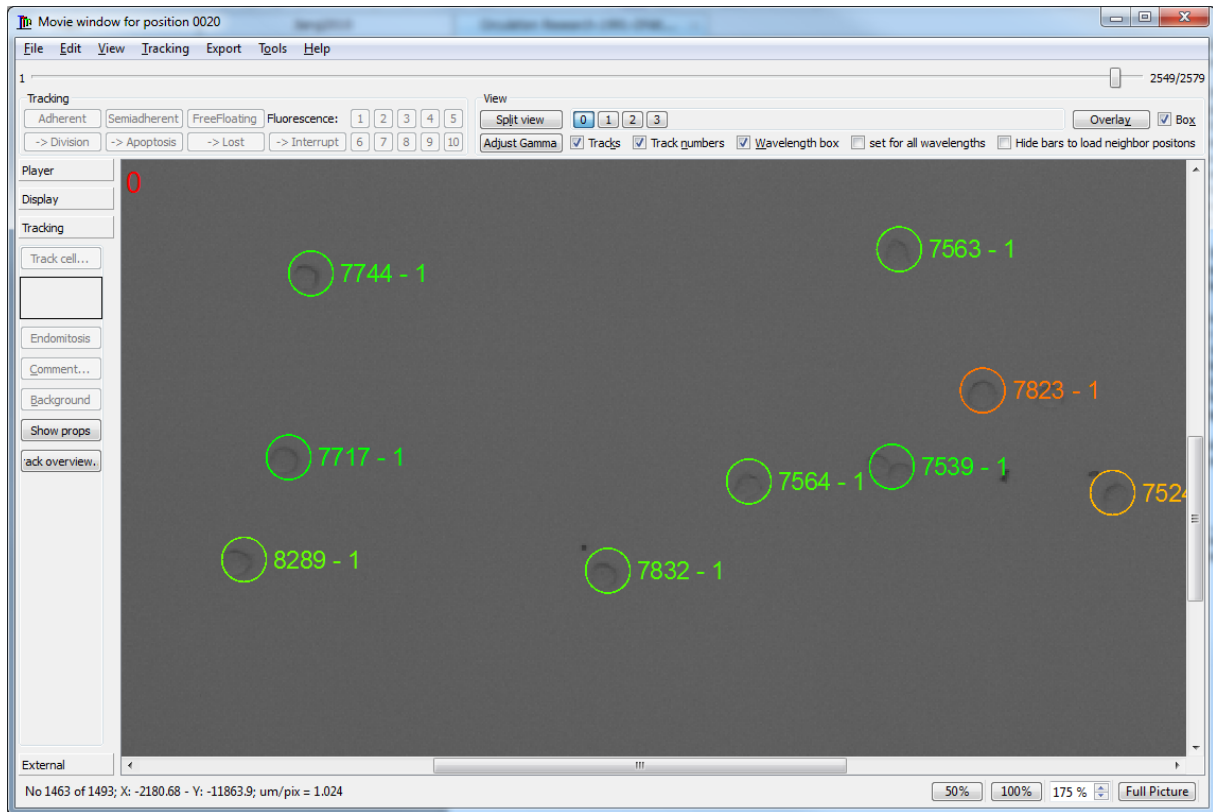 Movie window for position 0020
File Edit View Tracking Export Tools Help
1 2549/2579
Tracking View
Adherent Semiadherent FreeFloating Fluorescence: 1 2 3 4 5 Split view 0 1 2 3 Overlay Box
-> Division -> Apoptosis -> Lost -> Interrupt 6 7 8 9 10 Adjust Gamma Tracks Track numbers Wavelength box set for all wavelengths Hide bars to load neighbor positons
Player
Display
Tracking
Track cell...
Endomitosis
Comment...
Background
Show props
ack overview.
External
0
7563 - 1
7744 - 1
7823 - 1
7717 - 1
7539 - 1
7564 - 1
7524
8289 - 1
7832 - 1
No 1463 of 1493; X: -2180.68 - Y: -11863.9; um/pix = 1.024 50% 100% 175 % Full Picture